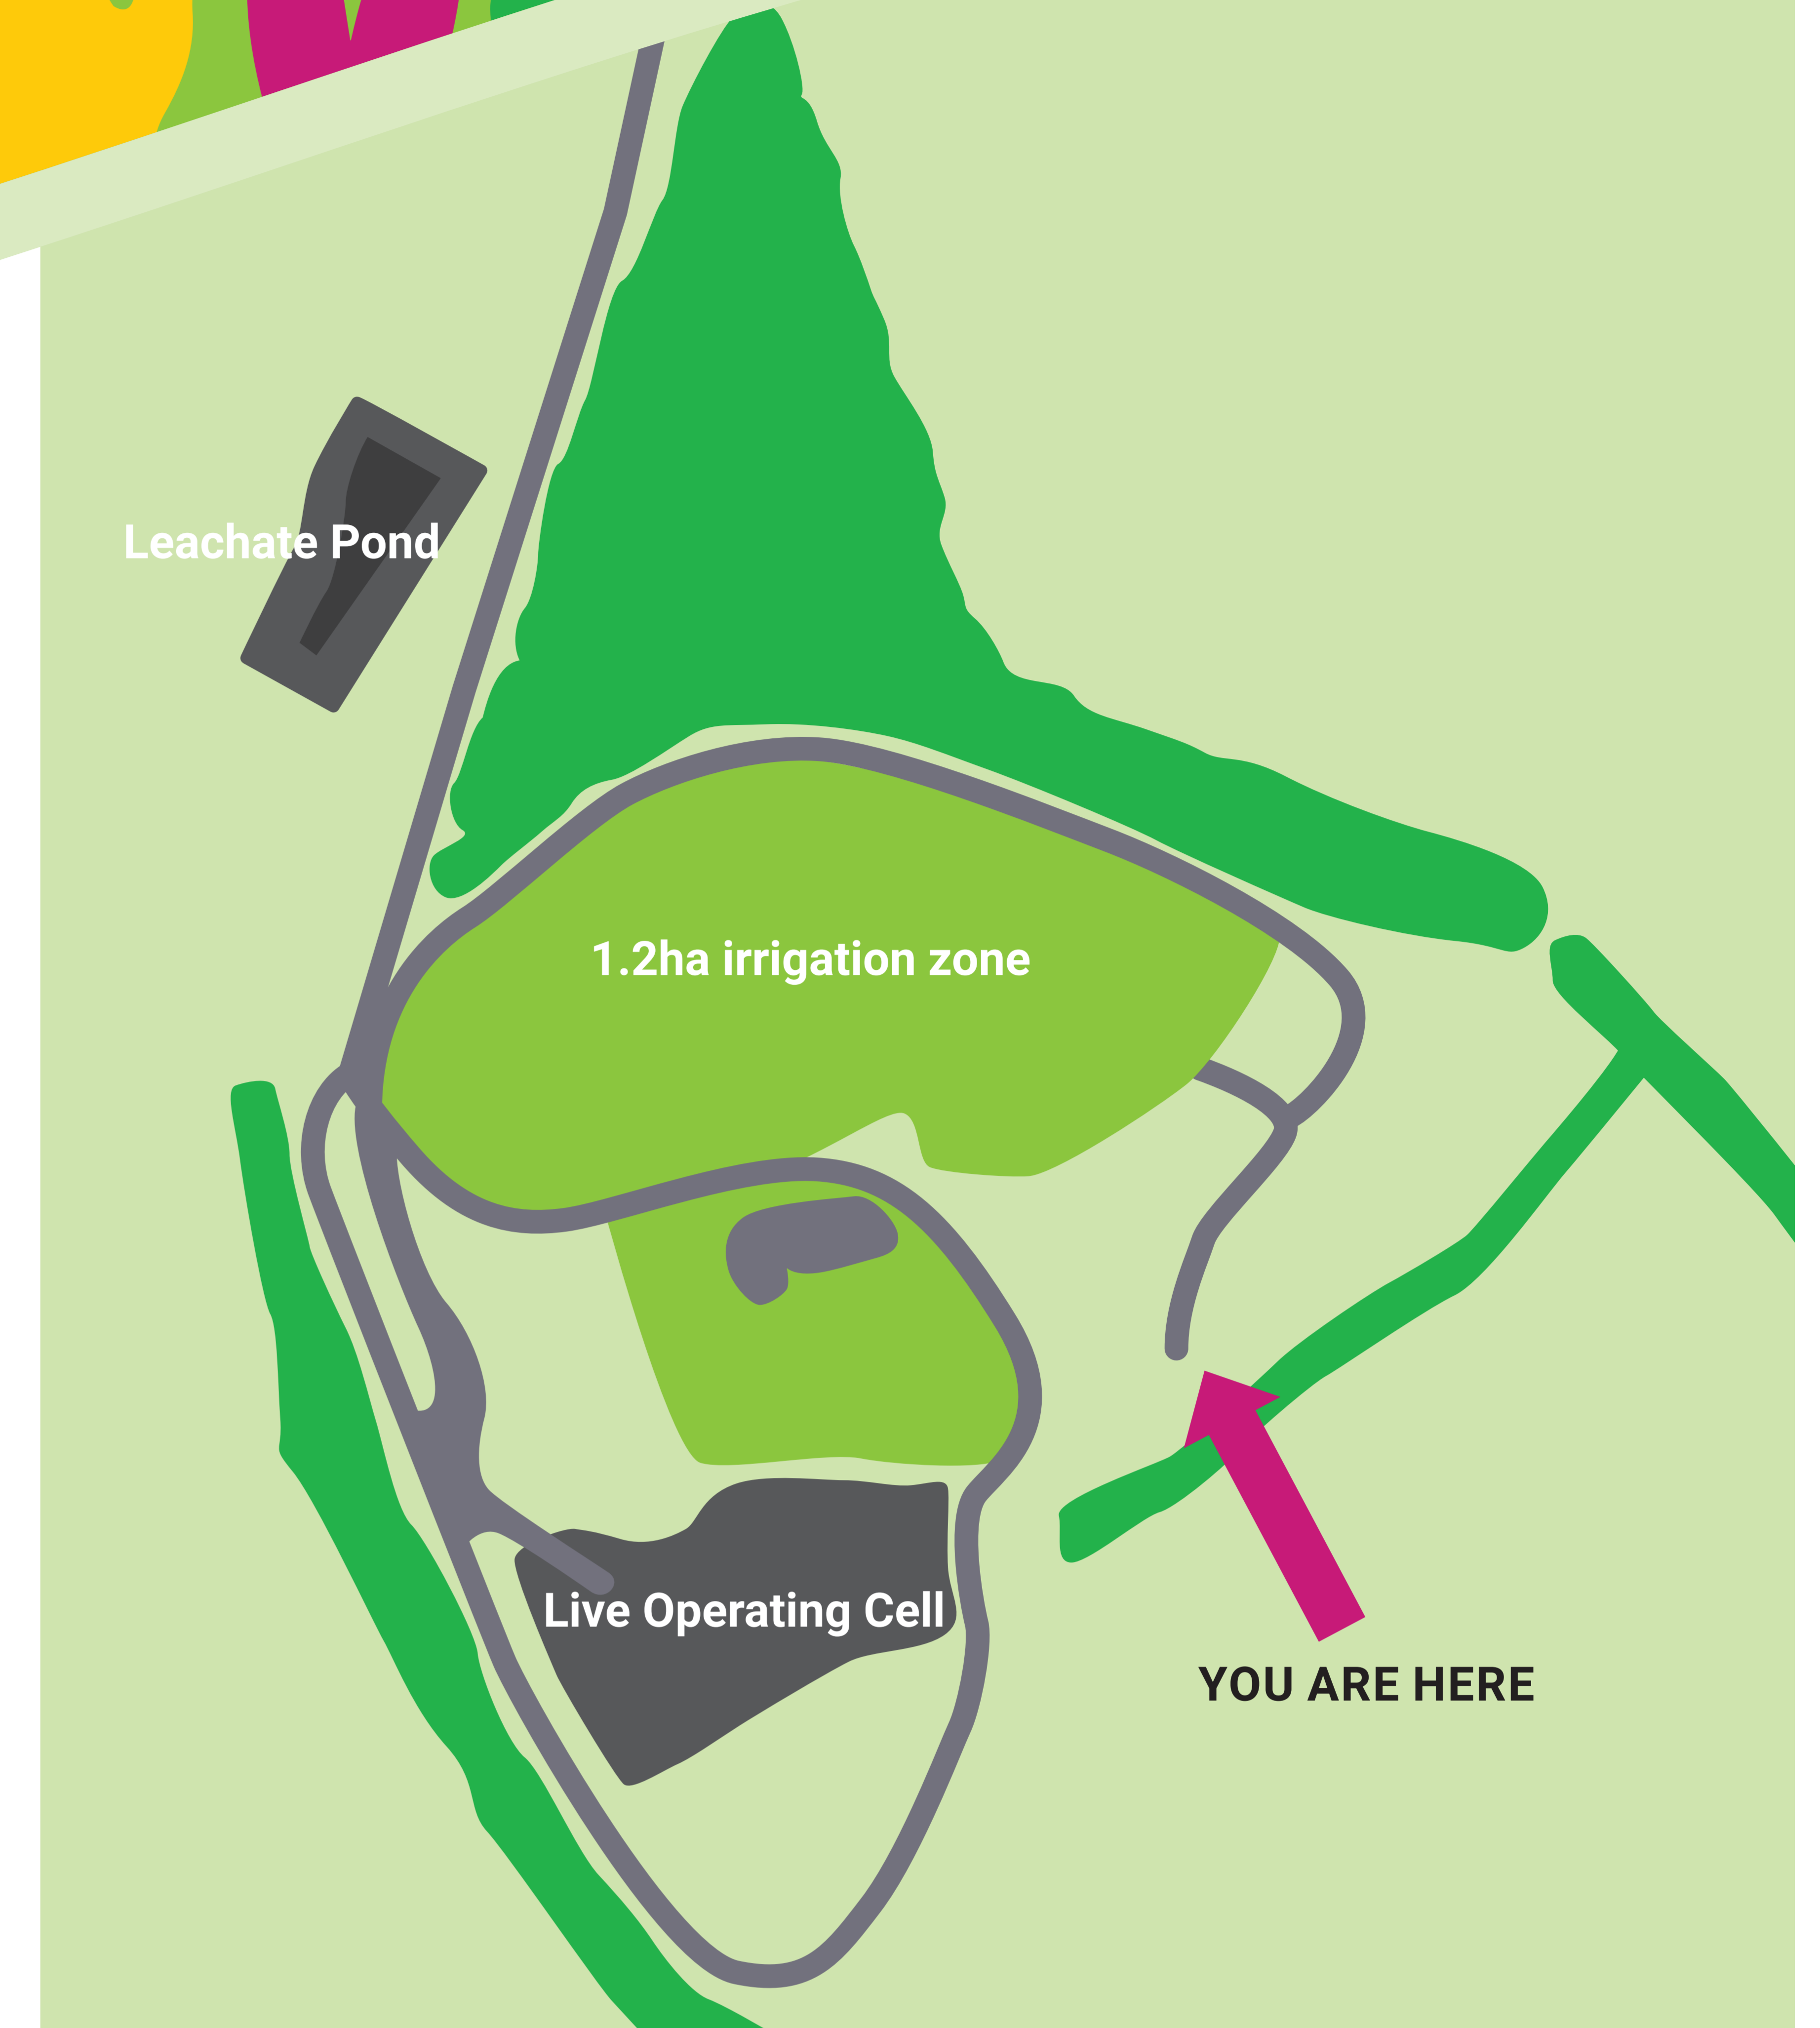 Leachate Pond
1.2ha irrigation zone
Live Operating Cell
YOU ARE HERE